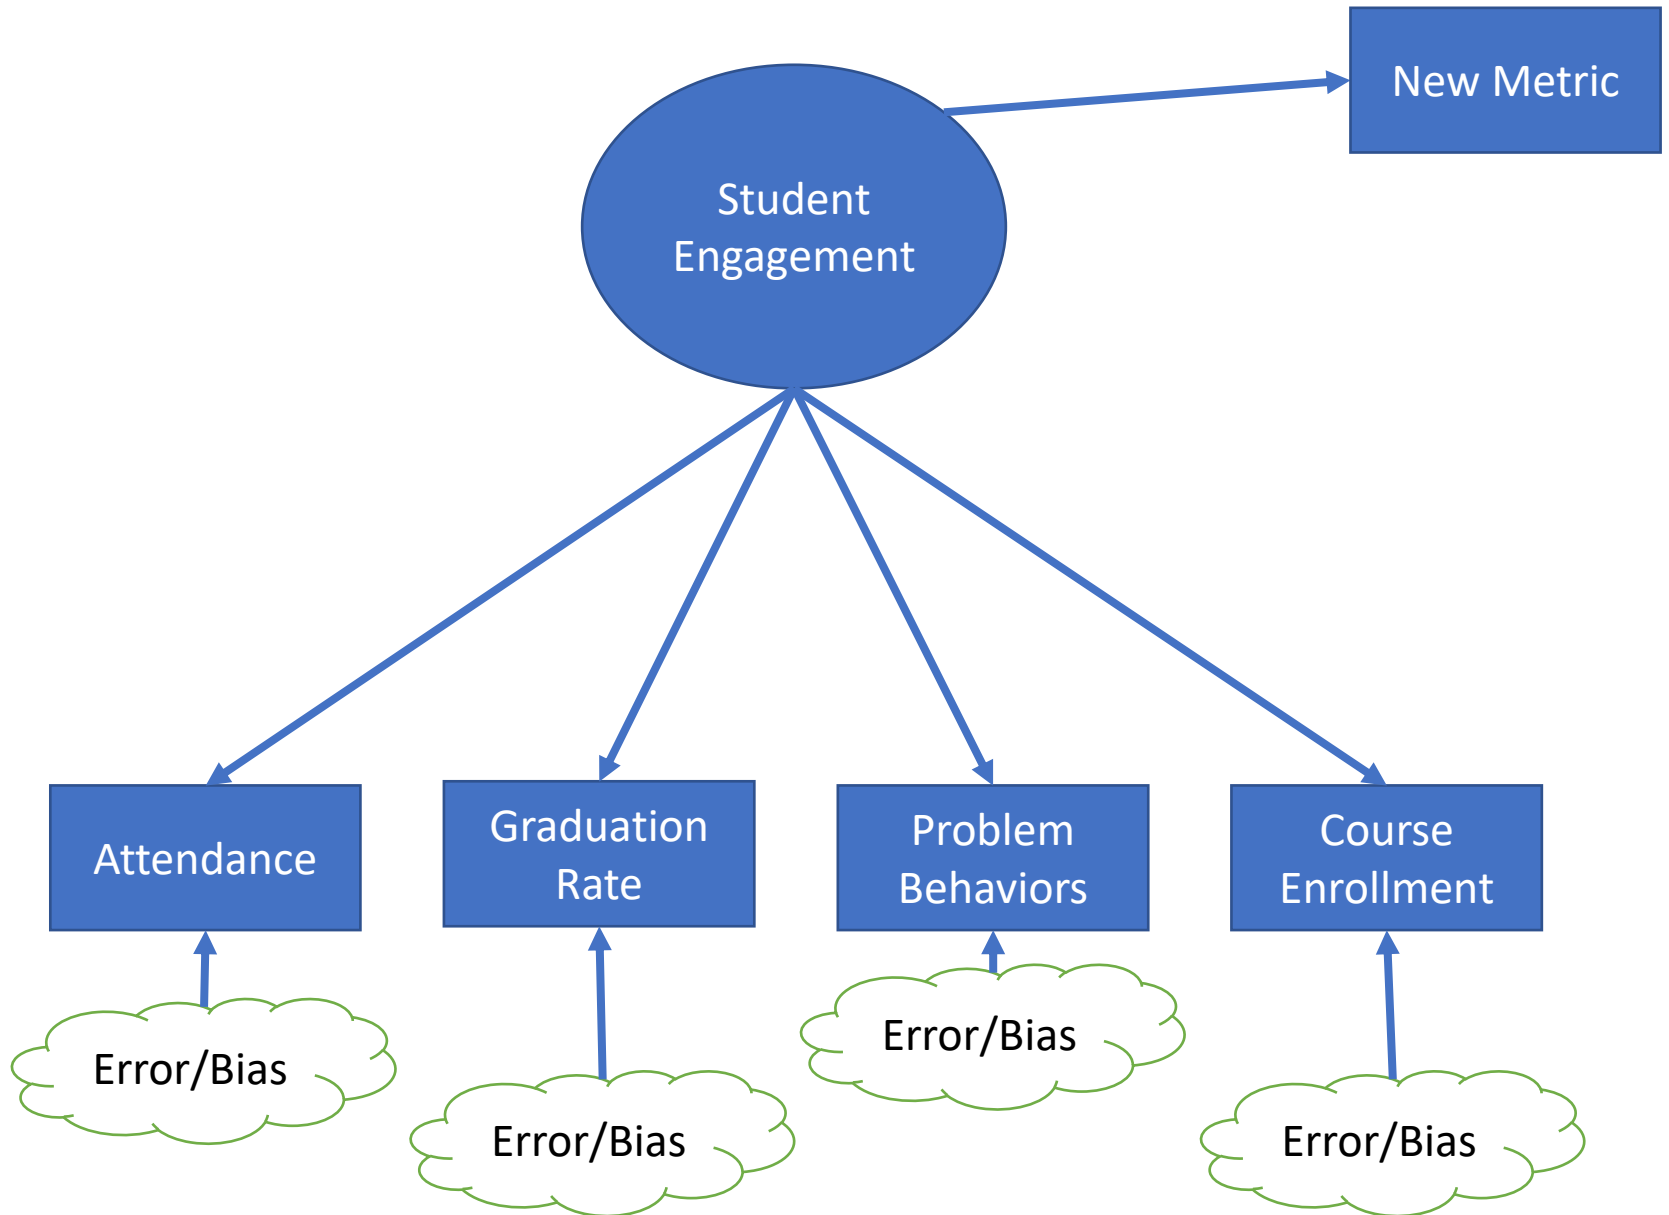 New Metric
Student
Engagement
Attendance
Graduation
Rate
Problem
Behaviors
Course
Enrollment
Error/Bias
Error/Bias
Error/Bias
Error/Bias